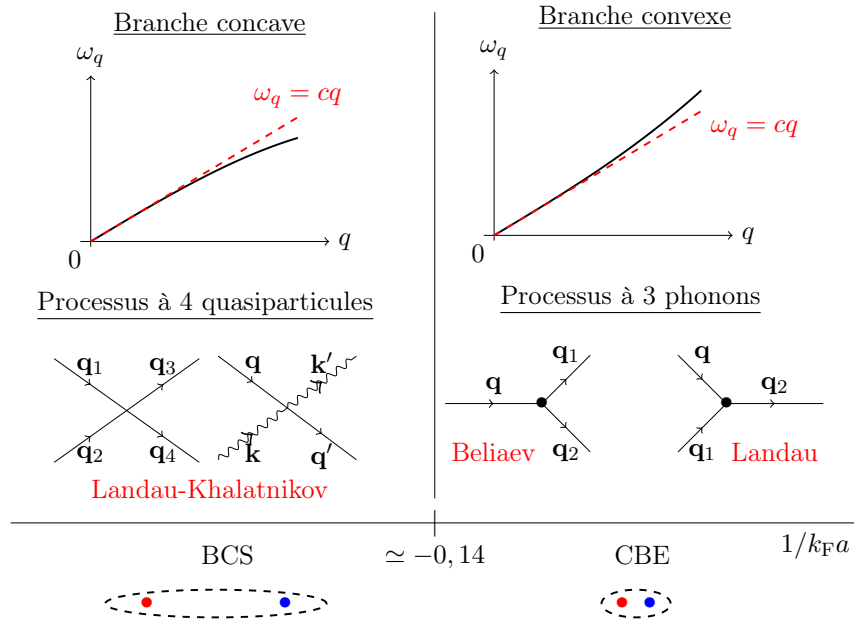 Branche concave
ω_q
ω_q = cq
q
0
Branche convexe
ω_q
ω_q = cq
q
0
Processus à 4 quasiparticules
q₁ q₃ q k′
q₂ q₄ k q′
Landau-Khalatnikov
Processus à 3 phonons
q q₁ q q₂
Beliaev q₂ q₁ Landau
BCS ≃ −0, 14 CBE 1/k_F a